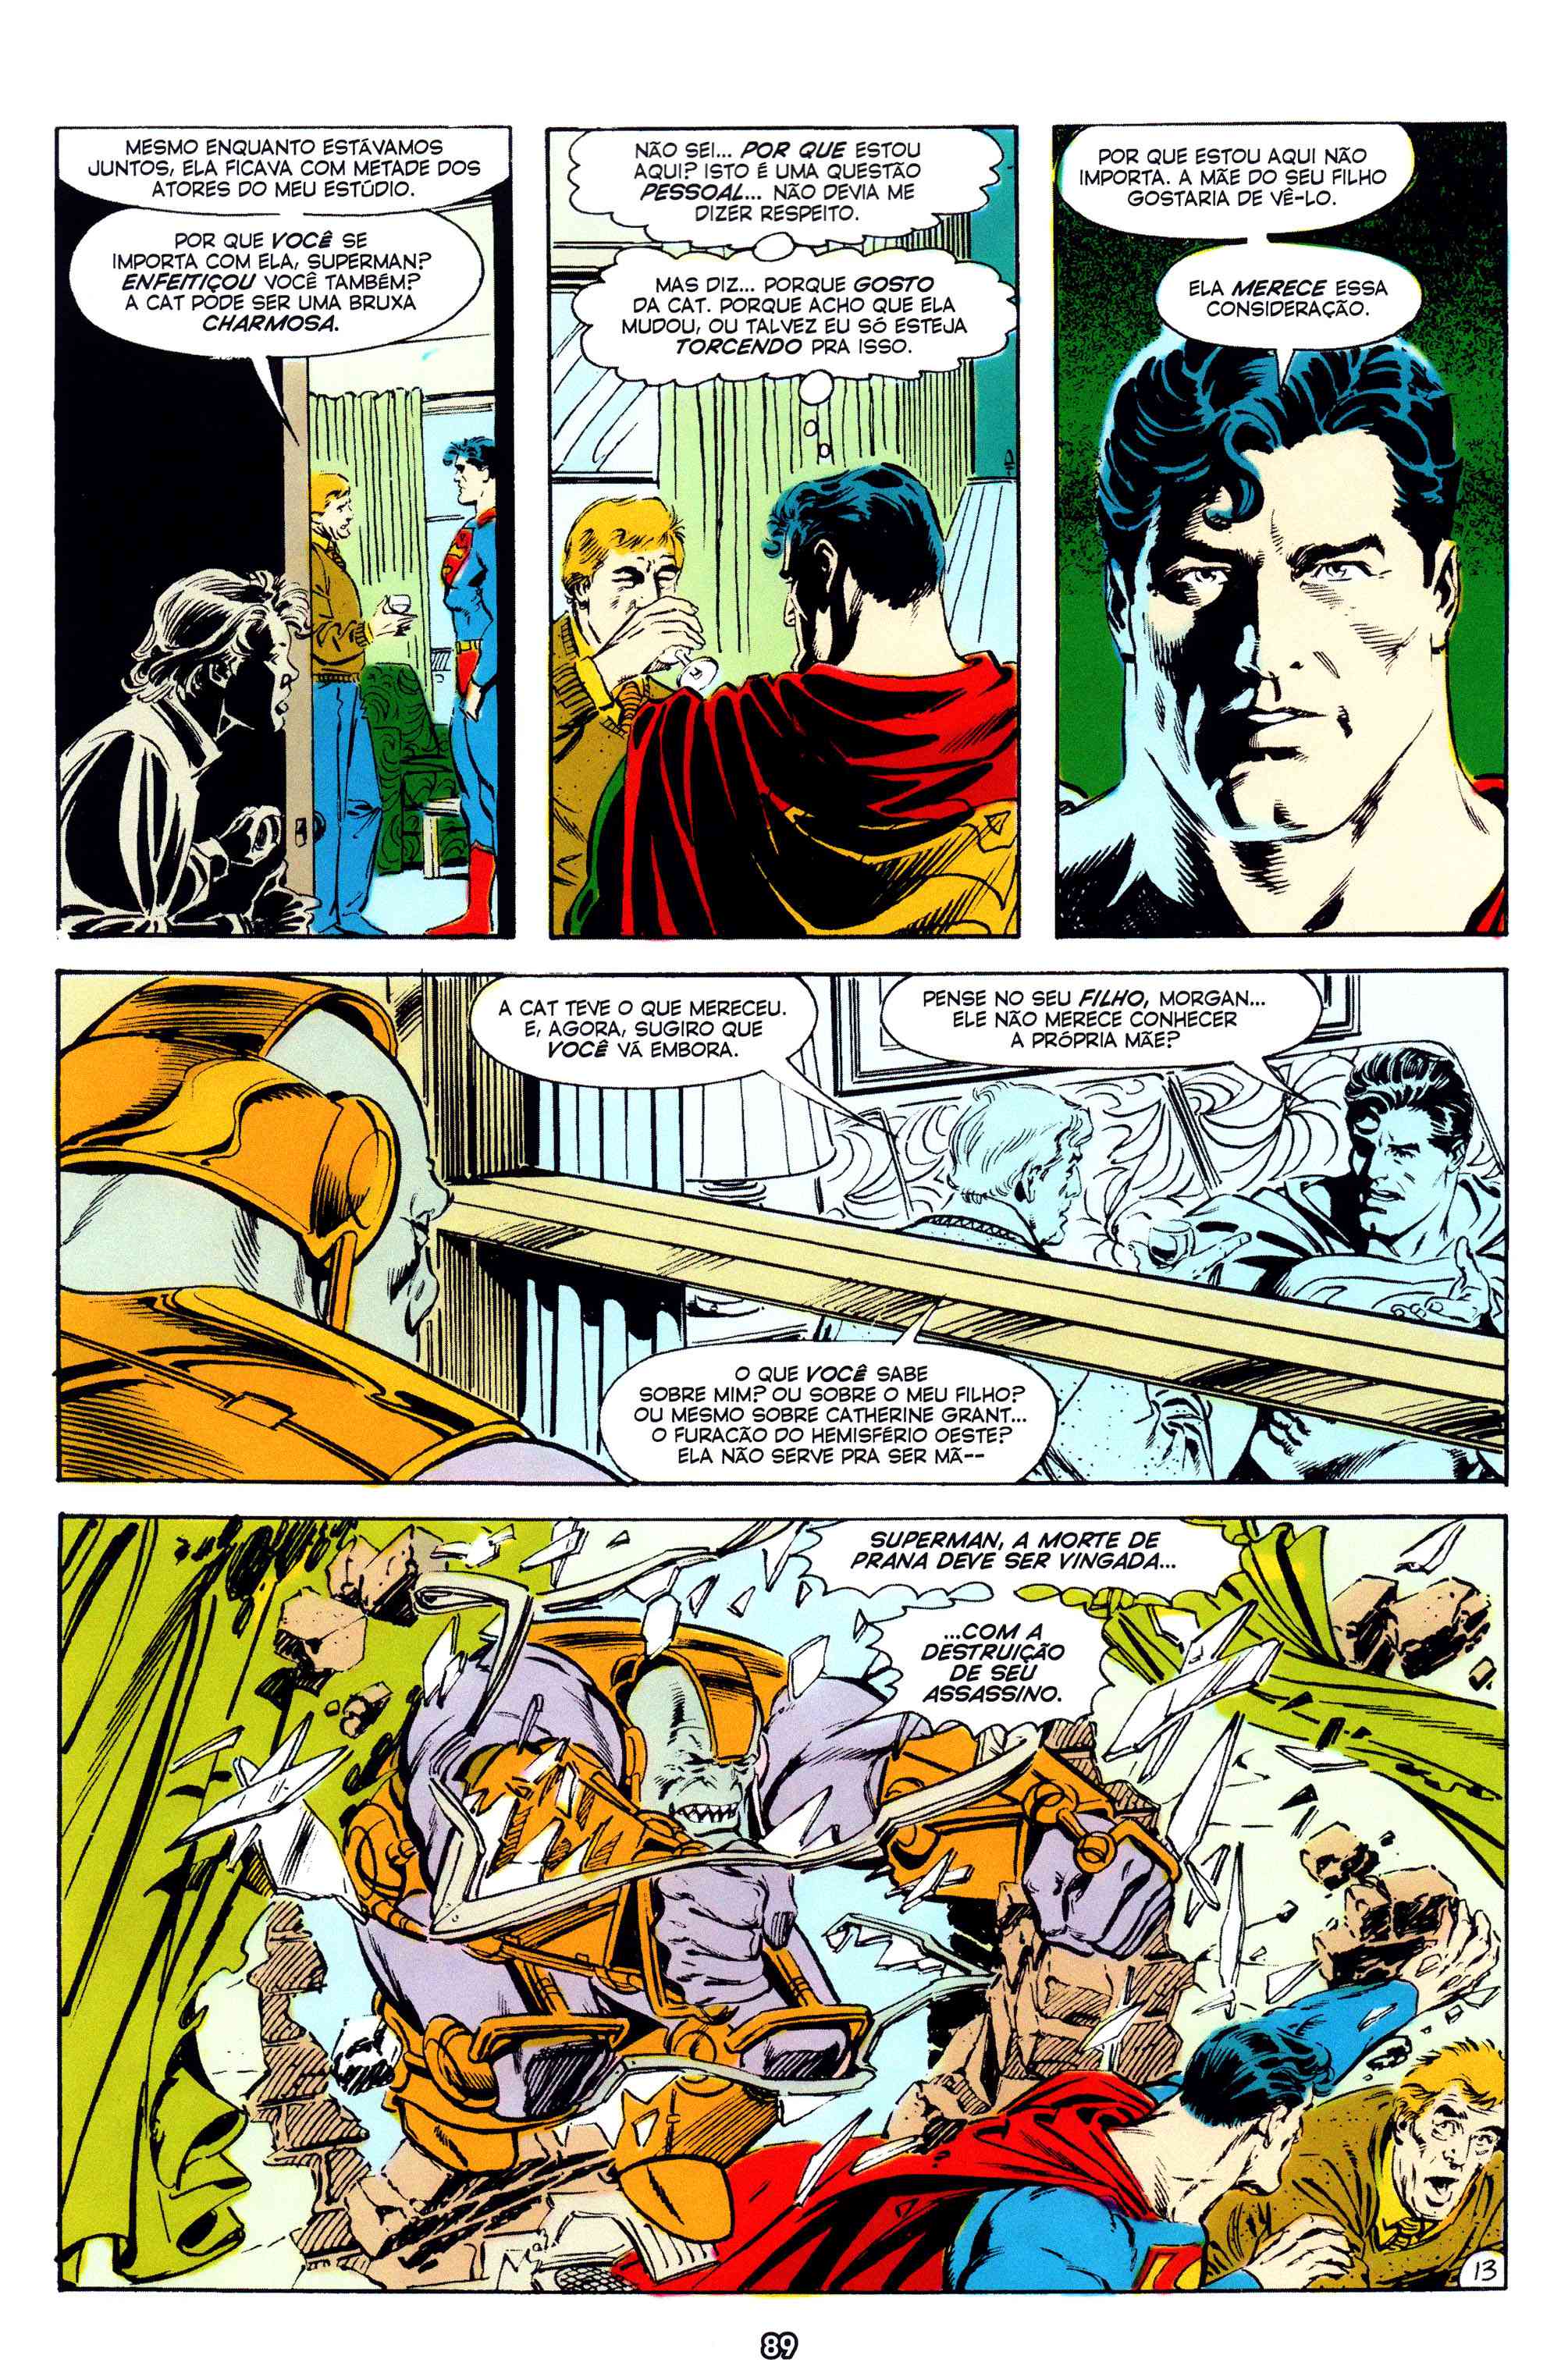 MESMO ENQUANTO ESTÁVAMOS
JUNTOS, ELA FICAVA COM METADE DOS
ATORES DO MEU ESTÚDIO.
POR QUE VOCÊ SE
IMPORTA COM ELA, SUPERMAN?
ENFEITIÇOU VOCÊ TAMBÉM?
A CAT PODE SER UMA BRUXA
CHARMOSA.
NÃO SEI... POR QUE ESTOU
AQUI? ISTO É UMA QUESTÃO
PESSOAL... NÃO DEVIA ME
DIZER RESPEITO.
MAS DIZ... PORQUE GOSTO
DA CAT. PORQUE ACHO QUE ELA
MUDOU, OU TALVEZ EU SÓ ESTEJA
TORCENDO PRA ISSO.
POR QUE ESTOU AQUI NÃO
IMPORTA. A MÃE DO SEU FILHO
GOSTARIA DE VÊ-LO.
ELA MERECE ESSA
CONSIDERAÇÃO.
A CAT TEVE O QUE MERECEU.
E, AGORA, SUGIRO QUE
VOCÊ VÁ EMBORA.
PENSE NO SEU FILHO, MORGAN...
ELE NÃO MERECE CONHECER
A PRÓPRIA MÃE?
O QUE VOCÊ SABE
SOBRE MIM? OU SOBRE O MEU FILHO?
OU MESMO SOBRE CATHERINE GRANT...
O FURACÃO DO HEMISFÉRIO OESTE?
ELA NÃO SERVE PRA SER MÃ--
SUPERMAN, A MORTE DE
PRANA DEVE SER VINGADA...
...COM A
DESTRUIÇÃO
DE SEU
ASSASSINO.
13
89